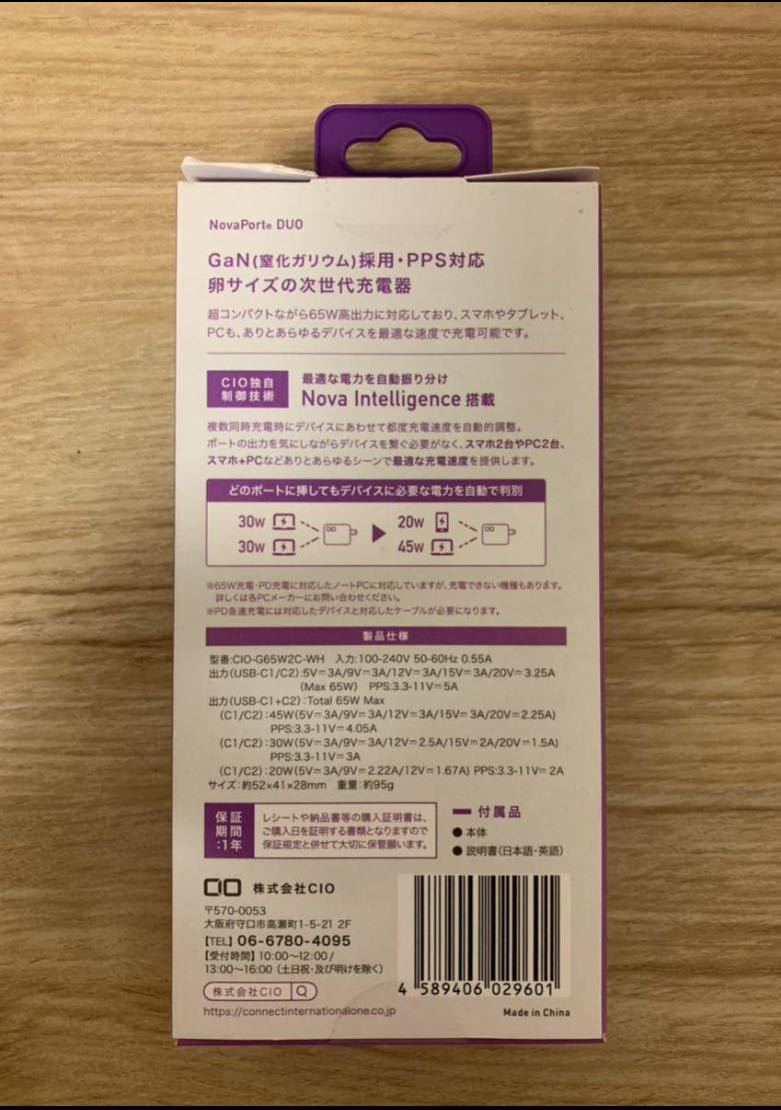 NovaPort® DUO
GaN(窒化ガリウム)採用・PPS対応
卵サイズの次世代充電器
超コンパクトながら65W高出力に対応しており、スマホやタブレット、
PCも、ありとあらゆるデバイスを最適な速度で充電可能です。
CIO独自
制御技術
最適な電力を自動振り分け
Nova Intelligence 搭載
複数同時充電時にデバイスにあわせて都度充電速度を自動的調整。
ポートの出力を気にしながらデバイスを繋ぐ必要がなく、スマホ2台やPC2台、
スマホ+PCなどありとあらゆるシーンで最適な充電速度を提供します。
どのポートに挿してもデバイスに必要な電力を自動で判別
30w 20w
30w 45w
※65W充電・PD充電に対応したノートPCに対応していますが、充電できない機種もあります。
詳しくは各PCメーカーにお問い合わせください。
※PD急速充電には対応したデバイスと対応したケーブルが必要になります。
製品仕様
型番:CIO-G65W2C-WH 入力:100-240V 50-60Hz 0.55A
出力(USB-C1/C2):5V⎓3A/9V⎓3A/12V⎓3A/15V⎓3A/20V⎓3.25A
(Max 65W) PPS:3.3-11V⎓5A
出力(USB-C1+C2):Total 65W Max
(C1/C2):45W(5V⎓3A/9V⎓3A/12V⎓3A/15V⎓3A/20V⎓2.25A)
PPS:3.3-11V⎓4.05A
(C1/C2):30W(5V⎓3A/9V⎓3A/12V⎓2.5A/15V⎓2A/20V⎓1.5A)
PPS:3.3-11V⎓3A
(C1/C2):20W(5V⎓3A/9V⎓2.22A/12V⎓1.67A) PPS:3.3-11V⎓2A
サイズ:約52×41×28mm 重量:約95g
保証
期間
:1年
レシートや納品書等の購入証明書は、
ご購入日を証明する書類となりますので
保証規定と併せて大切に保管願います。
付属品
●本体
●説明書(日本語・英語)
CIO 株式会社CIO
〒570-0053
大阪府守口市高瀬町1-5-21 2F
【TEL】06-6780-4095
【受付時間】10:00〜12:00/
13:00〜16:00(土日祝・及び明けを除く)
株式会社CIO
https://connectinternationalone.co.jp
4 589406 029601
Made in China